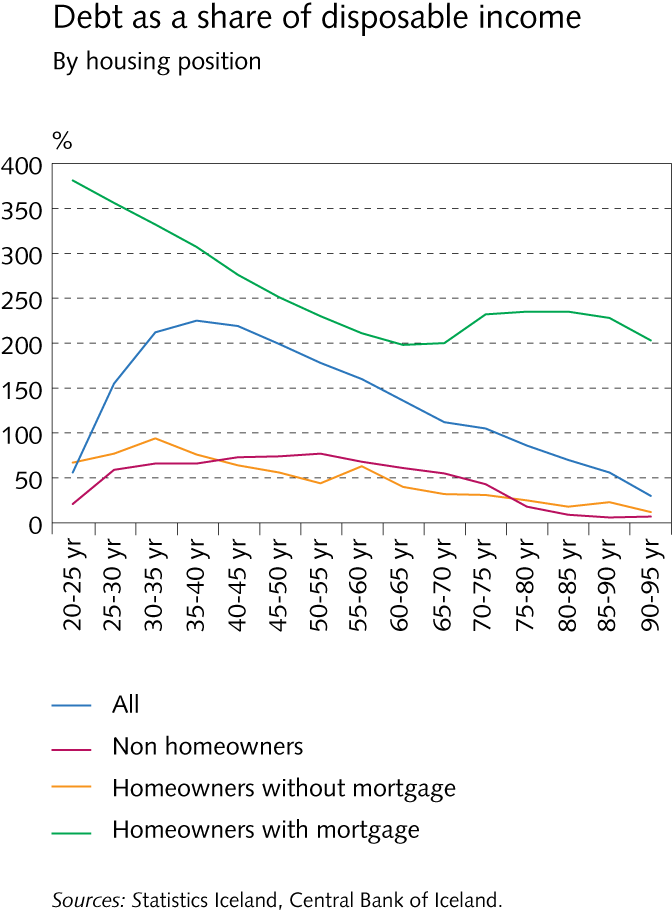 Debt as a share of disposable income
By housing position
%
400
350
300
250
200
150
100
50
0
20-25 yr
25-30 yr
30-35 yr
35-40 yr
40-45 yr
45-50 yr
50-55 yr
55-60 yr
60-65 yr
65-70 yr
70-75 yr
75-80 yr
80-85 yr
85-90 yr
90-95 yr
All
Non homeowners
Homeowners without mortgage
Homeowners with mortgage
Sources: Statistics Iceland, Central Bank of Iceland.